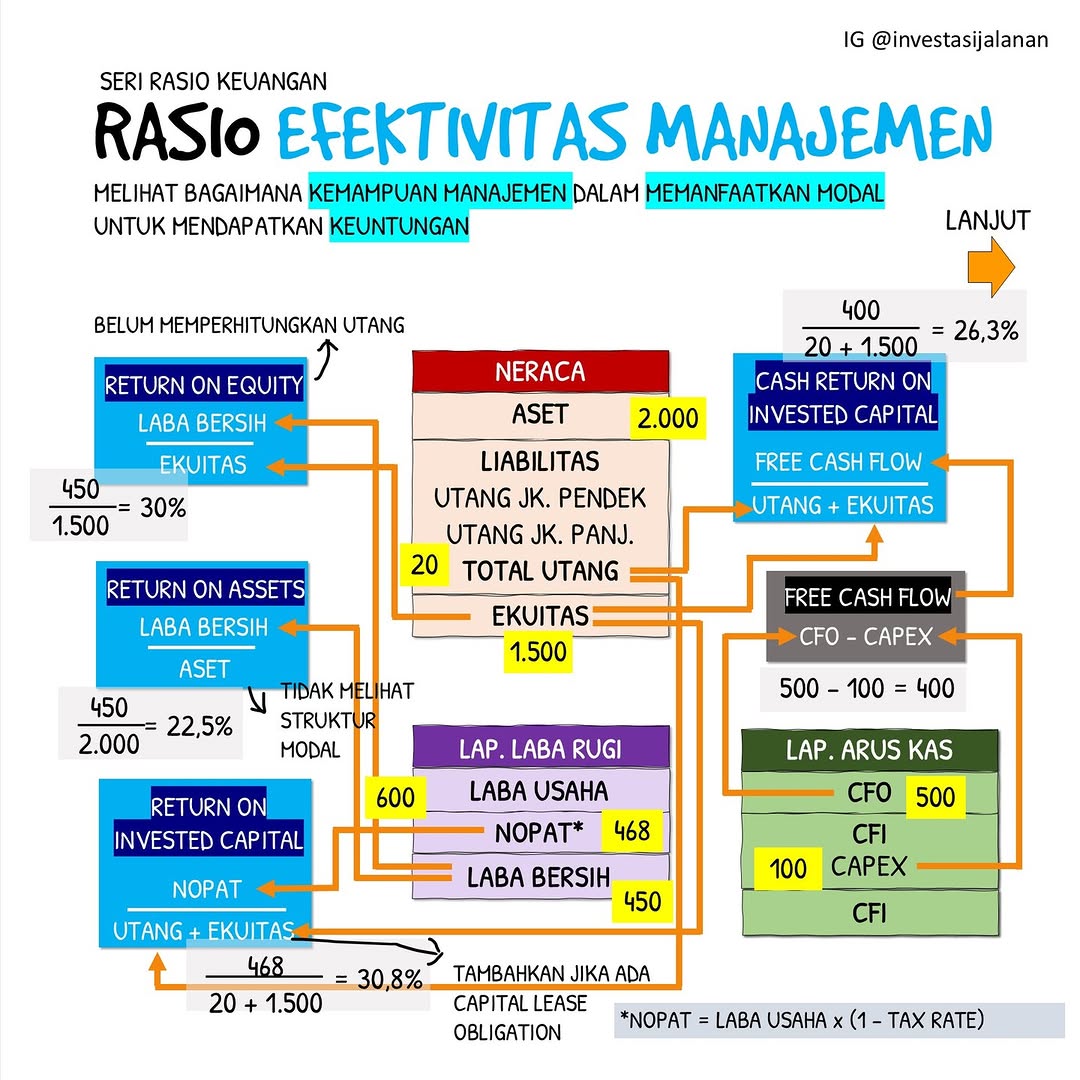 IG @investasijalanan
SERI RASIO KEUANGAN
RASIO EFEKTIVITAS MANAJEMEN
MELIHAT BAGAIMANA KEMAMPUAN MANAJEMEN DALAM MEMANFAATKAN MODAL
UNTUK MENDAPATKAN KEUNTUNGAN
LANJUT
BELUM MEMPERHITUNGKAN UTANG
RETURN ON EQUITY
LABA BERSIH
EKUITAS
450
1.500
= 30%
RETURN ON ASSETS
LABA BERSIH
ASET
450
2.000
= 22,5%
TIDAK MELIHAT
STRUKTUR
MODAL
RETURN ON
INVESTED CAPITAL
NOPAT
UTANG + EKUITAS
468
20 + 1.500
= 30,8%
TAMBAHKAN JIKA ADA
CAPITAL LEASE
OBLIGATION
NERACA
ASET
2.000
LIABILITAS
UTANG JK. PENDEK
UTANG JK. PANJ.
20
TOTAL UTANG
EKUITAS
1.500
LAP. LABA RUGI
600
LABA USAHA
NOPAT* 468
LABA BERSIH
450
400
20 + 1.500
= 26,3%
CASH RETURN ON
INVESTED CAPITAL
FREE CASH FLOW
UTANG + EKUITAS
FREE CASH FLOW
CFO - CAPEX
500 - 100 = 400
LAP. ARUS KAS
CFO 500
CFI
100 CAPEX
CFI
*NOPAT = LABA USAHA x (1 - TAX RATE)